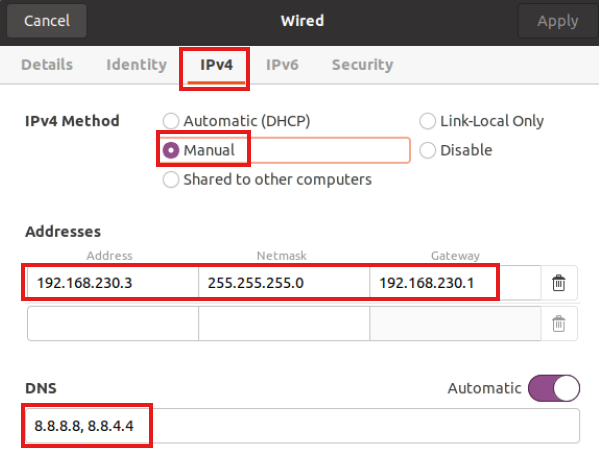 Cancel Wired Apply
Details Identity IPv4 IPv6 Security
IPv4 Method Automatic (DHCP) Link-Local Only
Manual Disable
Shared to other computers
Addresses
Address Netmask Gateway
192.168.230.3 255.255.255.0 192.168.230.1
DNS Automatic
8.8.8.8, 8.8.4.4